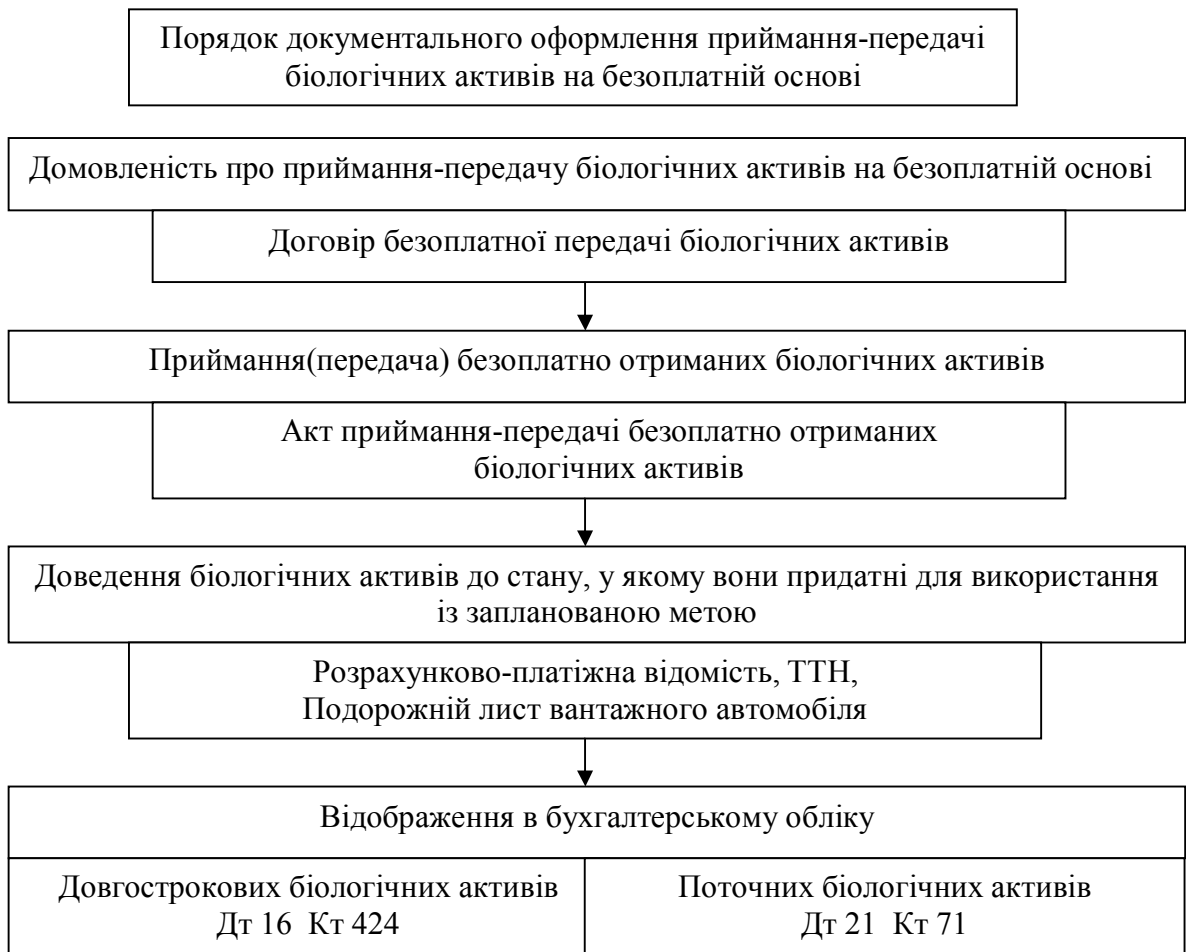 Порядок документального оформлення приймання-передачі
біологічних активів на безоплатній основі
Домовленість про приймання-передачу біологічних активів на безоплатній основі
Договір безоплатної передачі біологічних активів
Приймання(передача) безоплатно отриманих біологічних активів
Акт приймання-передачі безоплатно отриманих
біологічних активів
Доведення біологічних активів до стану, у якому вони придатні для використання
із запланованою метою
Розрахунково-платіжна відомість, ТТН,
Подорожній лист вантажного автомобіля
Відображення в бухгалтерському обліку
Довгострокових біологічних активів
Дт 16 Кт 424
Поточних біологічних активів
Дт 21 Кт 71